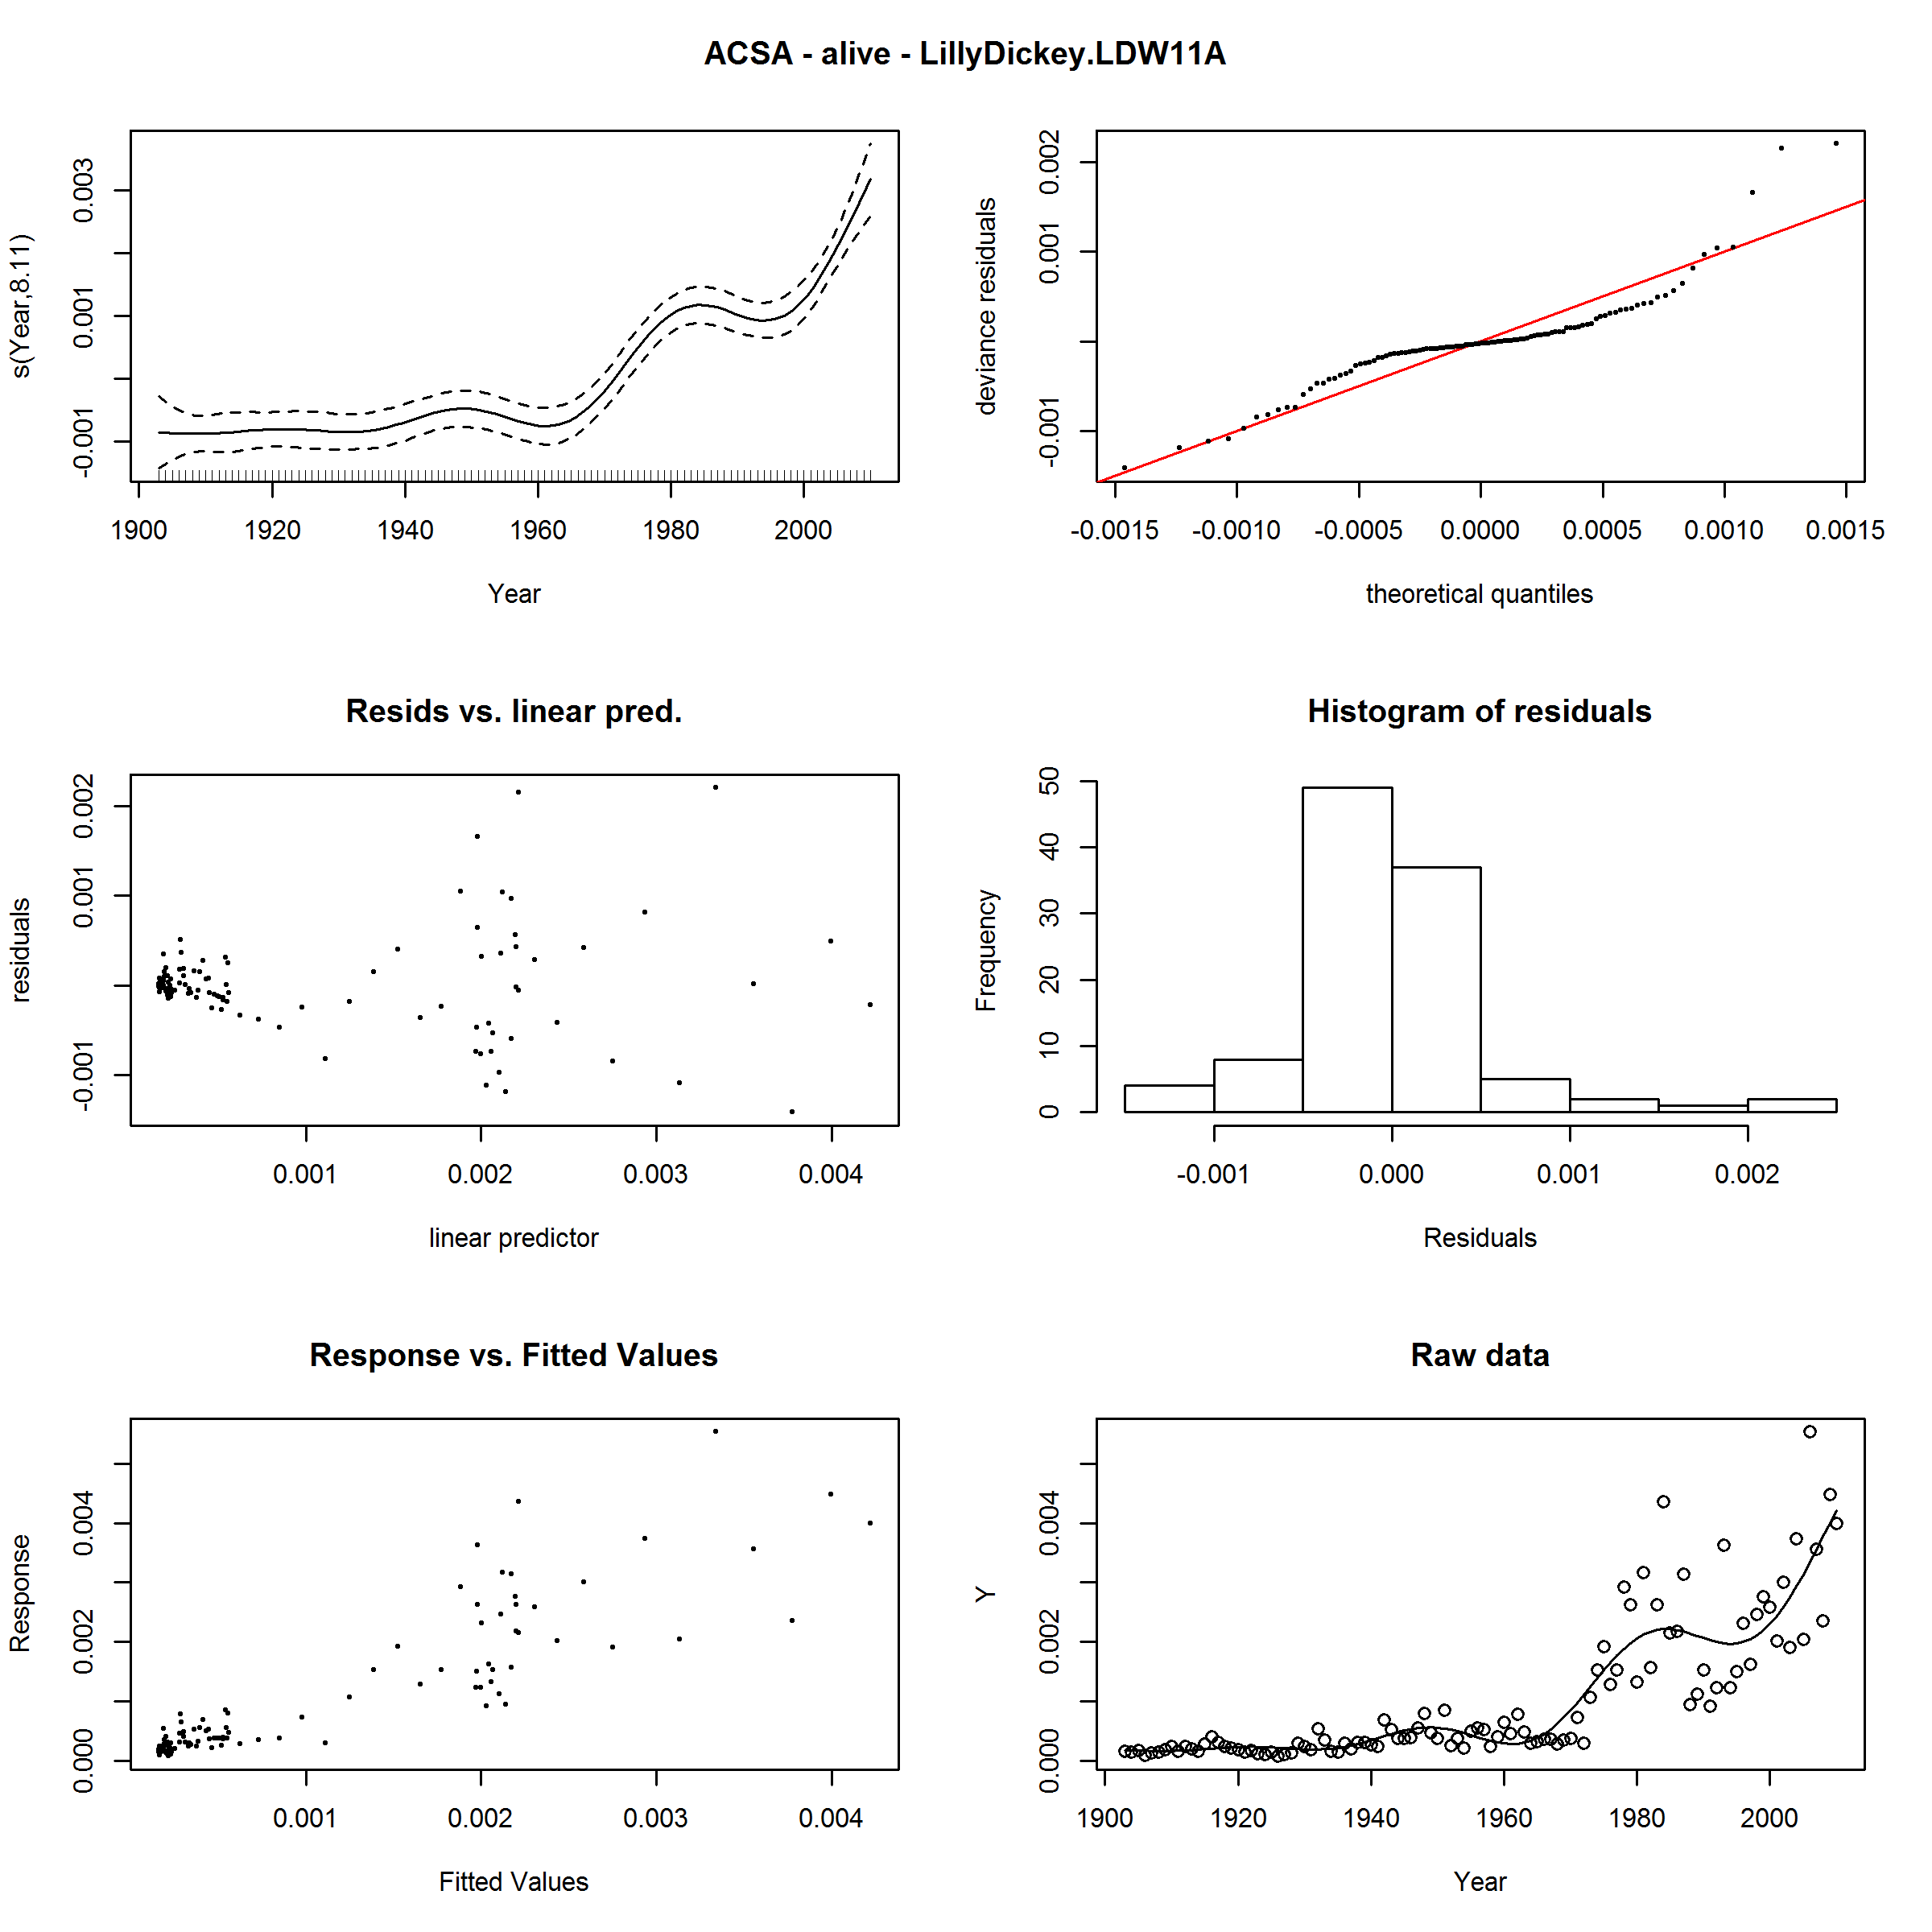 ACSA - alive - LillyDickey.LDW11A
s(Year,8.11)
-0.001 0.001 0.003
1900 1920 1940 1960 1980 2000
Year
deviance residuals
-0.001 0.001 0.002
-0.0015 -0.0010 -0.0005 0.0000 0.0005 0.0010 0.0015
theoretical quantiles
Resids vs. linear pred.
residuals
-0.001 0.001 0.002
0.001 0.002 0.003 0.004
linear predictor
Histogram of residuals
Frequency
0 10 20 30 40 50
-0.001 0.000 0.001 0.002
Residuals
Response vs. Fitted Values
Response
0.000 0.002 0.004
0.001 0.002 0.003 0.004
Fitted Values
Raw data
Y
0.000 0.002 0.004
1900 1920 1940 1960 1980 2000
Year